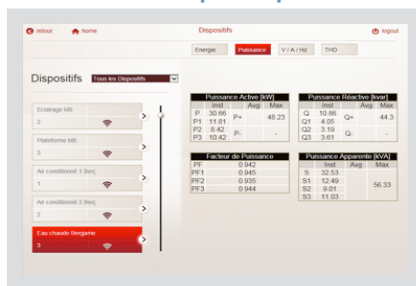 retour home Dispositifs logout
Energie Puissance V / A / Hz THD
Dispositifs Tous les Dispositifs
Eclairage M8
2
Plateforme M8
3
Air conditionné 1 Berg
1
Air conditionné 2 Berg
2
Eau chaude Bergame
3
Puissance Active [kW]
Inst Avg Max
P 30.66 P+ 48.23
P1 11.81
P2 8.42 P- -
P3 10.42
Puissance Réactive [kvar]
Inst Avg Max
Q 10.86 Q+ 44.3
Q1 4.05
Q2 3.19 Q- -
Q3 3.61
Facteur de Puissance
PF 0.942
PF1 0.945
PF2 0.935
PF3 0.944
Puissance Apparente [kVA]
Inst Avg Max
S 32.53 56.33
S1 12.49
S2 9.01
S3 11.03